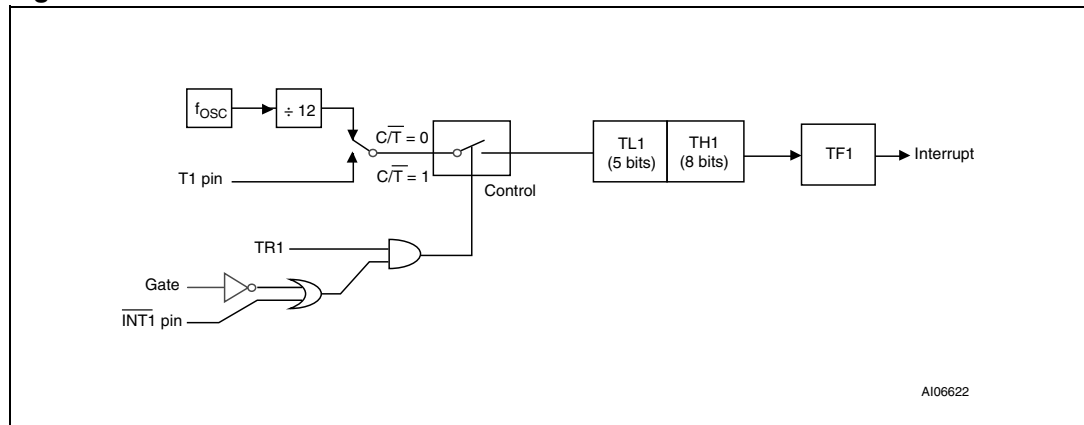 fOSC
÷ 12
C/T̅ = 0
C/T̅ = 1
T1 pin
Control
TL1
(5 bits)
TH1
(8 bits)
TF1
Interrupt
TR1
Gate
I̅N̅T̅1̅ pin
AI06622